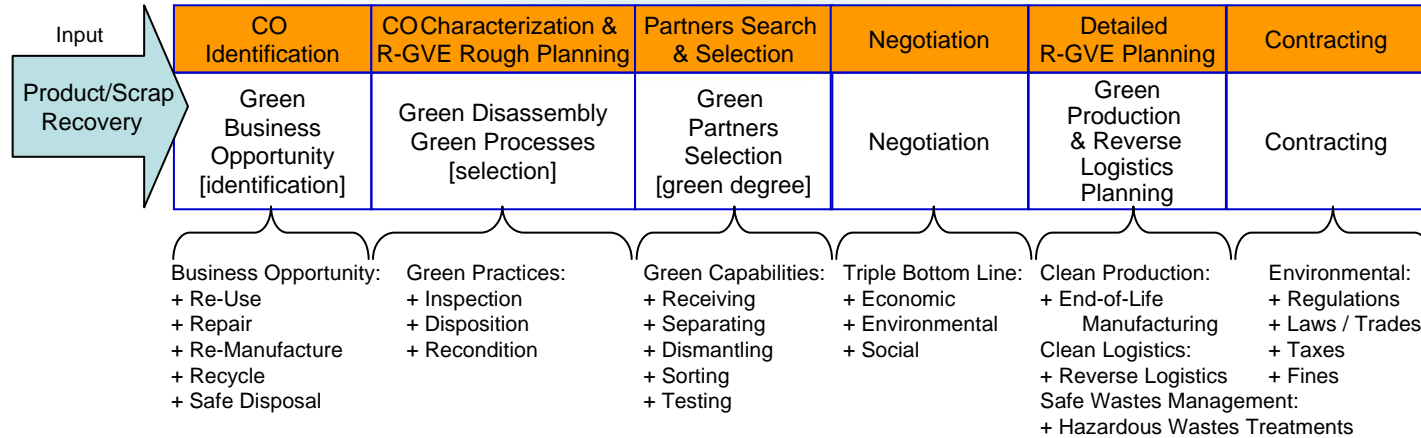 Input
Product/Scrap
Recovery
CO
Identification
CO Characterization &
R-GVE Rough Planning
Partners Search
& Selection
Negotiation
Detailed
R-GVE Planning
Contracting
Green
Business
Opportunity
[identification]
Green Disassembly
Green Processes
[selection]
Green
Partners
Selection
[green degree]
Negotiation
Green
Production
& Reverse
Logistics
Planning
Contracting
Business Opportunity:
+ Re-Use
+ Repair
+ Re-Manufacture
+ Recycle
+ Safe Disposal
Green Practices:
+ Inspection
+ Disposition
+ Recondition
Green Capabilities:
+ Receiving
+ Separating
+ Dismantling
+ Sorting
+ Testing
Triple Bottom Line:
+ Economic
+ Environmental
+ Social
Clean Production:
+ End-of-Life
Manufacturing
Clean Logistics:
+ Reverse Logistics
Safe Wastes Management:
+ Hazardous Wastes Treatments
Environmental:
+ Regulations
+ Laws / Trades
+ Taxes
+ Fines